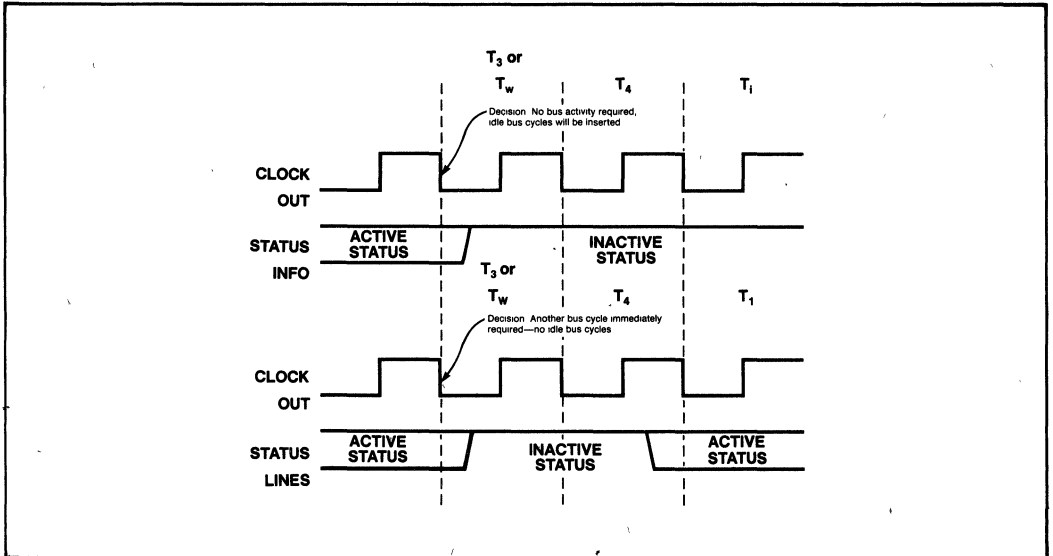 T3 or
Tw T4 Ti
Decision No bus activity required,
idle bus cycles will be inserted
CLOCK
OUT
ACTIVE
STATUS
STATUS
INFO
INACTIVE
STATUS
T3 or
TW T4 T1
Decision Another bus cycle immediately
required—no idle bus cycles
CLOCK
OUT
ACTIVE
STATUS
STATUS
LINES
INACTIVE
STATUS
ACTIVE
STATUS